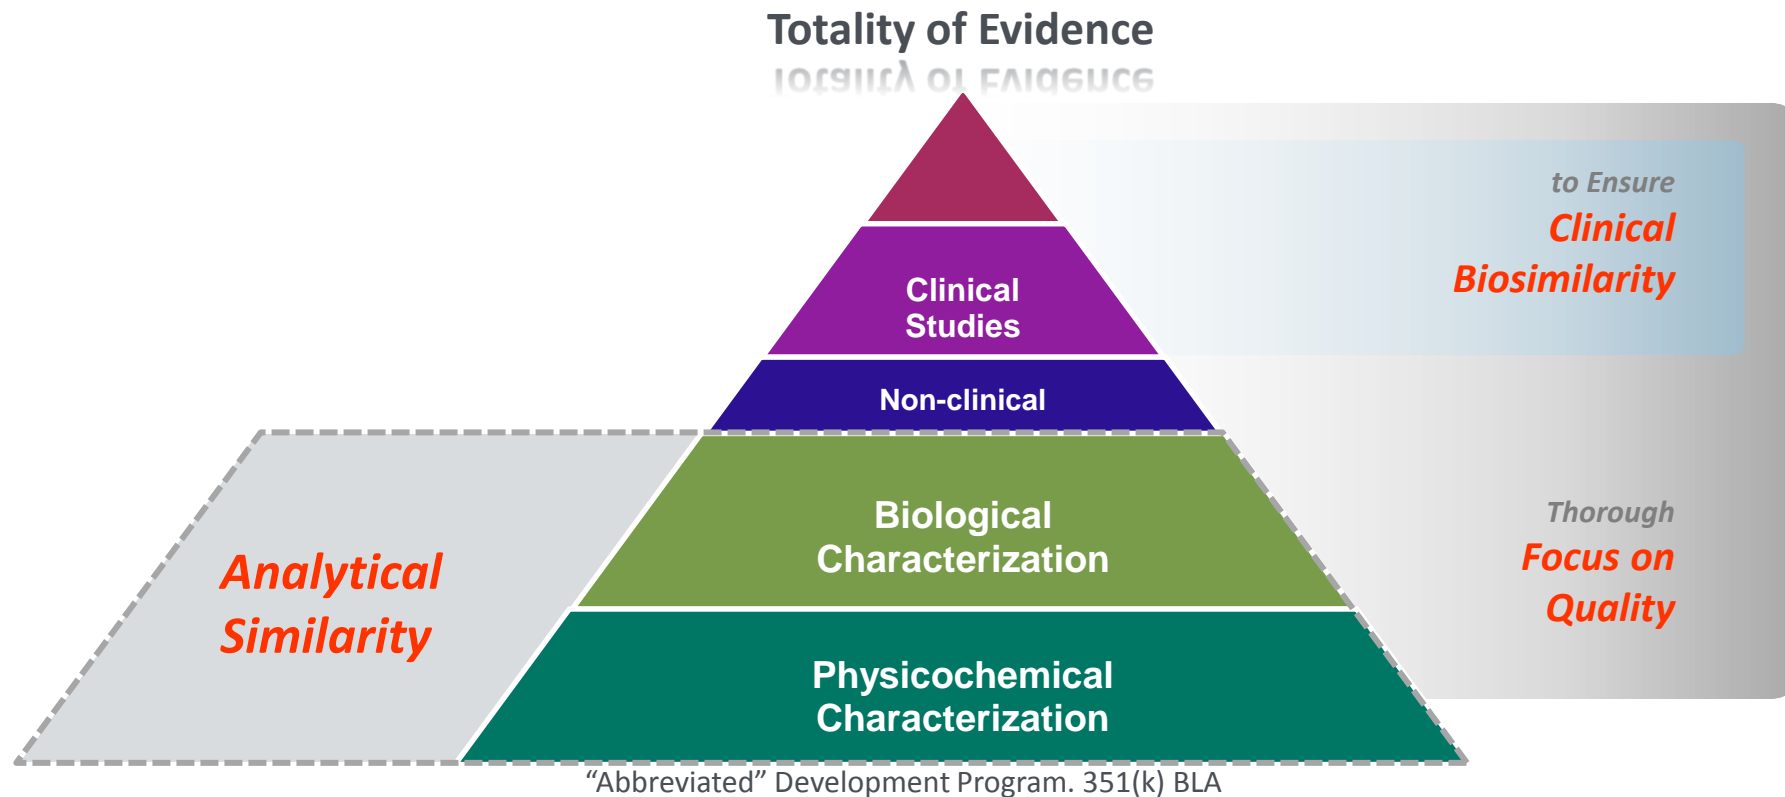 Totality of Evidence
to Ensure
Clinical
Biosimilarity
Clinical
Studies
Non-clinical
Biological
Characterization
Thorough
Focus on
Quality
Analytical
Similarity
Physicochemical
Characterization
“Abbreviated” Development Program. 351(k) BLA